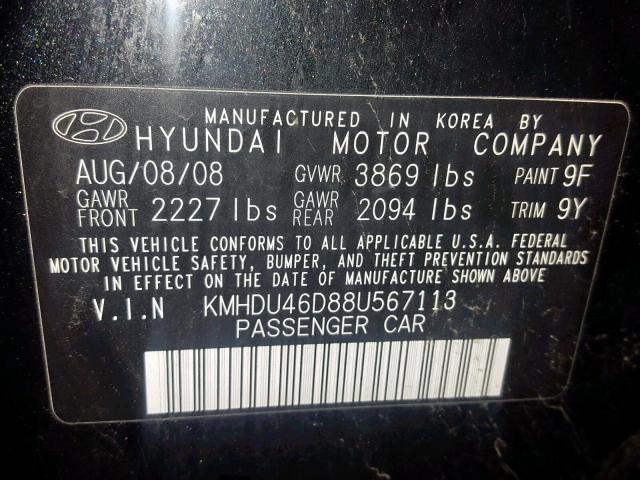 MANUFACTURED IN KOREA BY
HYUNDAI MOTOR COMPANY
AUG/08/08 GVWR 3869 lbs PAINT 9F
GAWR FRONT 2227 lbs GAWR REAR 2094 lbs TRIM 9Y
THIS VEHICLE CONFORMS TO ALL APPLICABLE U.S.A. FEDERAL
MOTOR VEHICLE SAFETY, BUMPER, AND THEFT PREVENTION STANDARDS
IN EFFECT ON THE DATE OF MANUFACTURE SHOWN ABOVE
V.I.N KMHDU46D88U567113
PASSENGER CAR